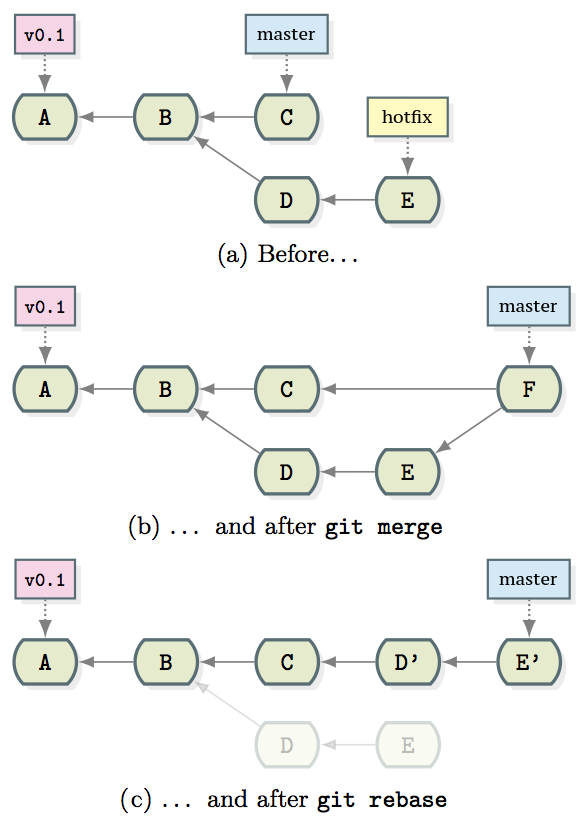 v0.1 master
A B C hotfix
D E
(a) Before...
v0.1 master
A B C F
D E
(b) ... and after git merge
v0.1 master
A B C D' E'
D E
(c) ... and after git rebase